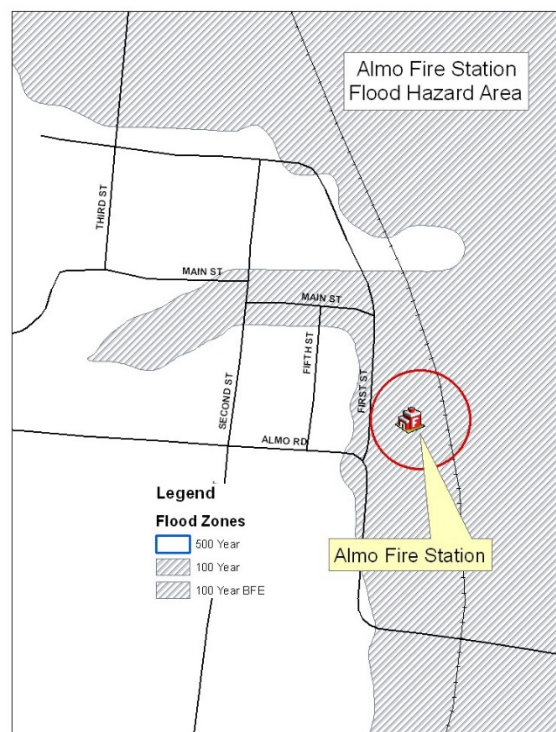 Almo Fire Station
Flood Hazard Area
THIRD ST
MAIN ST
MAIN ST
FIFTH ST
FIRST ST
SECOND ST
ALMO RD
F
Legend
Flood Zones
500 Year
100 Year
100 Year BFE
Almo Fire Station